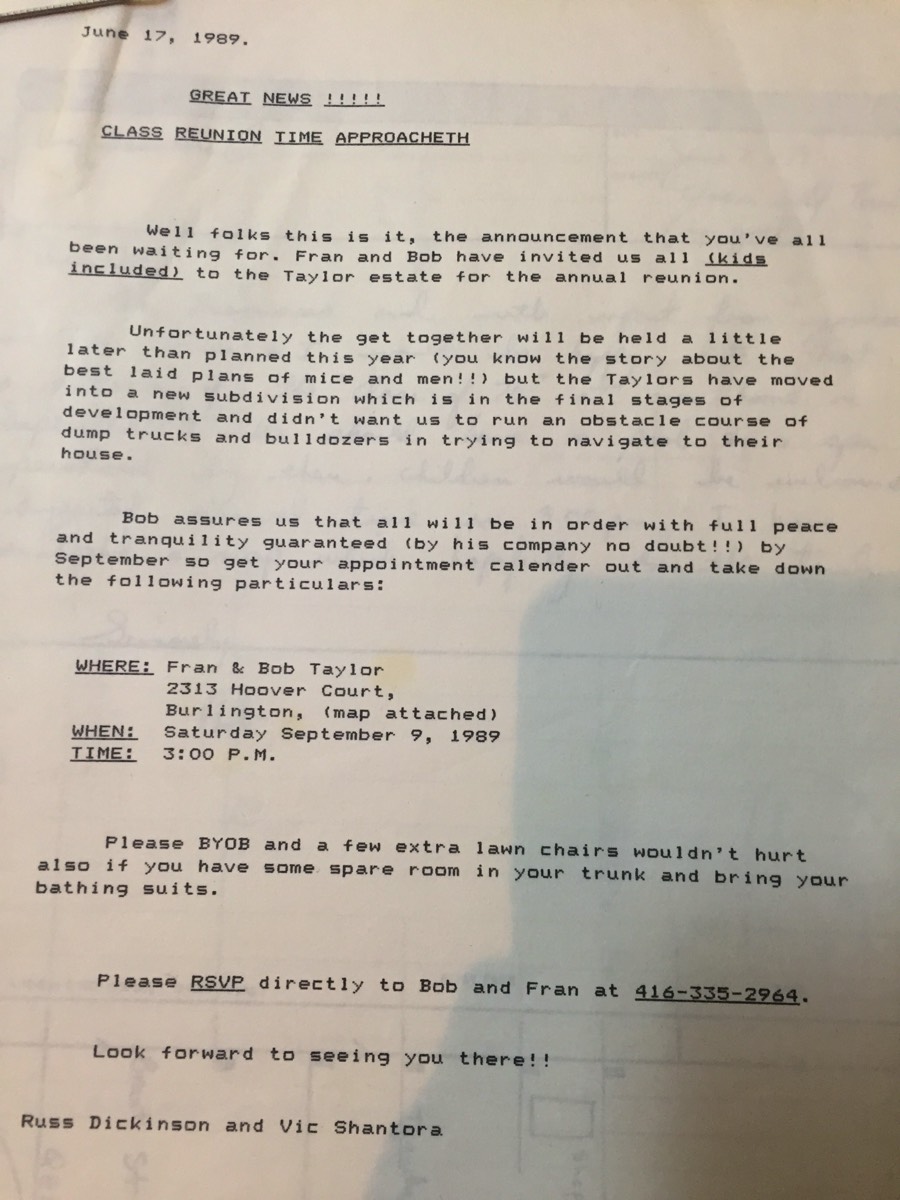 June 17, 1989.
GREAT NEWS !!!!!
CLASS REUNION TIME APPROACHETH
Well folks this is it, the announcement that you've all
been waiting for. Fran and Bob have invited us all (kids
included) to the Taylor estate for the annual reunion.
Unfortunately the get together will be held a little
later than planned this year (you know the story about the
best laid plans of mice and men!!) but the Taylors have moved
into a new subdivision which is in the final stages of
development and didn't want us to run an obstacle course of
dump trucks and bulldozers in trying to navigate to their
house.
Bob assures us that all will be in order with full peace
and tranquility guaranteed (by his company no doubt!!) by
September so get your appointment calender out and take down
the following particulars:
WHERE: Fran & Bob Taylor
2313 Hoover Court,
Burlington, (map attached)
WHEN: Saturday September 9, 1989
TIME: 3:00 P.M.
Please BYOB and a few extra lawn chairs wouldn't hurt
also if you have some spare room in your trunk and bring your
bathing suits.
Please RSVP directly to Bob and Fran at 416-335-2964.
Look forward to seeing you there!!
Russ Dickinson and Vic Shantora